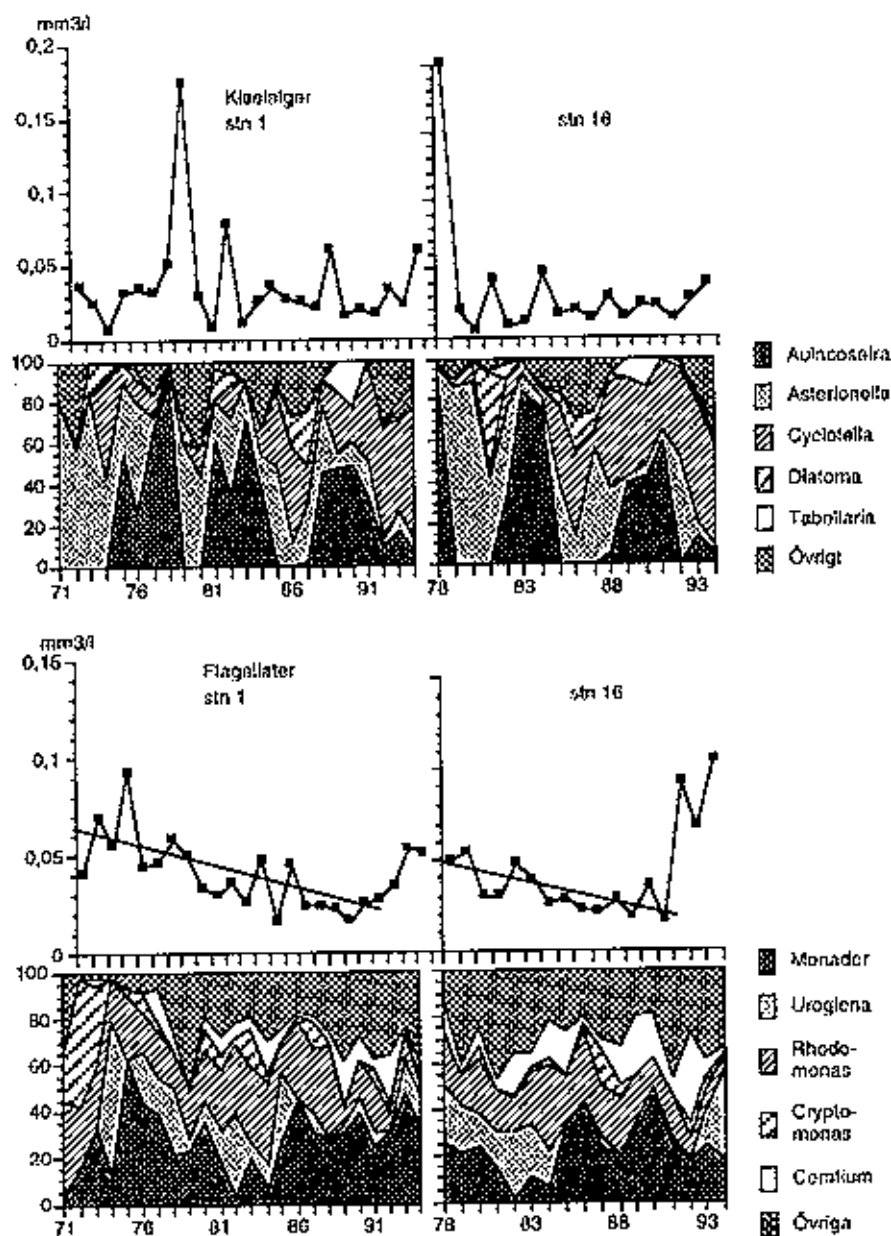 mm3/l
0,2
0,15
0,1
0,05
0
Kiselalger
stn 1
stn 16
100
80
60
40
20
0
71 76 81 86 91
78 83 88 93
Aulacoseira
Asterionella
Cyclotella
Diatoma
Tabellaria
Övrigt
mm3/l
0,15
0,1
0,05
0
Flagellater
stn 1
stn 16
100
80
60
40
20
0
71 76 81 86 91
78 83 88 93
Monader
Uroglena
Rhodo-
monas
Crypto-
monas
Ceratium
Övriga